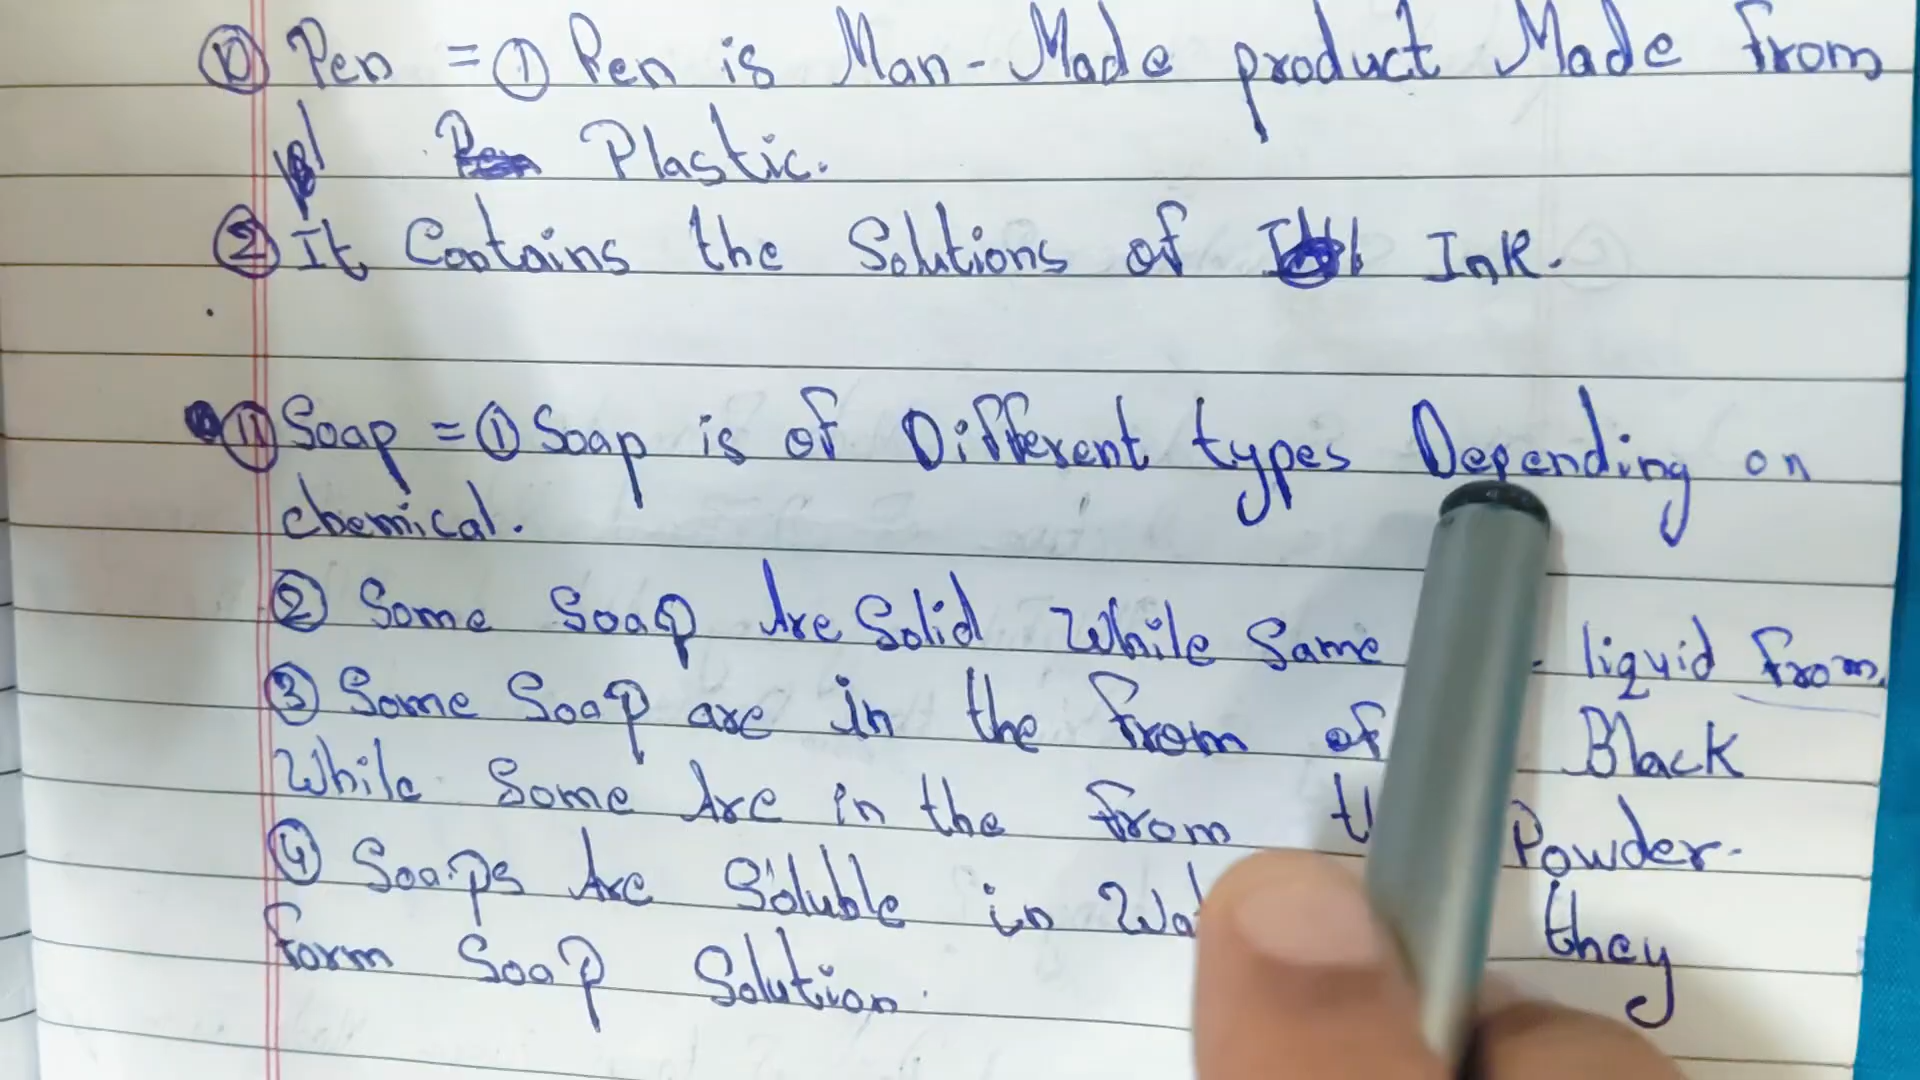 10 Pen = 1 Pen is Man-Made product Made from
Plastic.
2 It Contains the Solutions of Ink.
11 Soap = 1 Soap is of Different types Depending on
chemical.
2 Some Soap Are Solid While Same liquid from
3 Some Soap are in the from of Black
While Some Are in the from Powder.
4 Soaps Are Soluble in they
form Soap Solution.